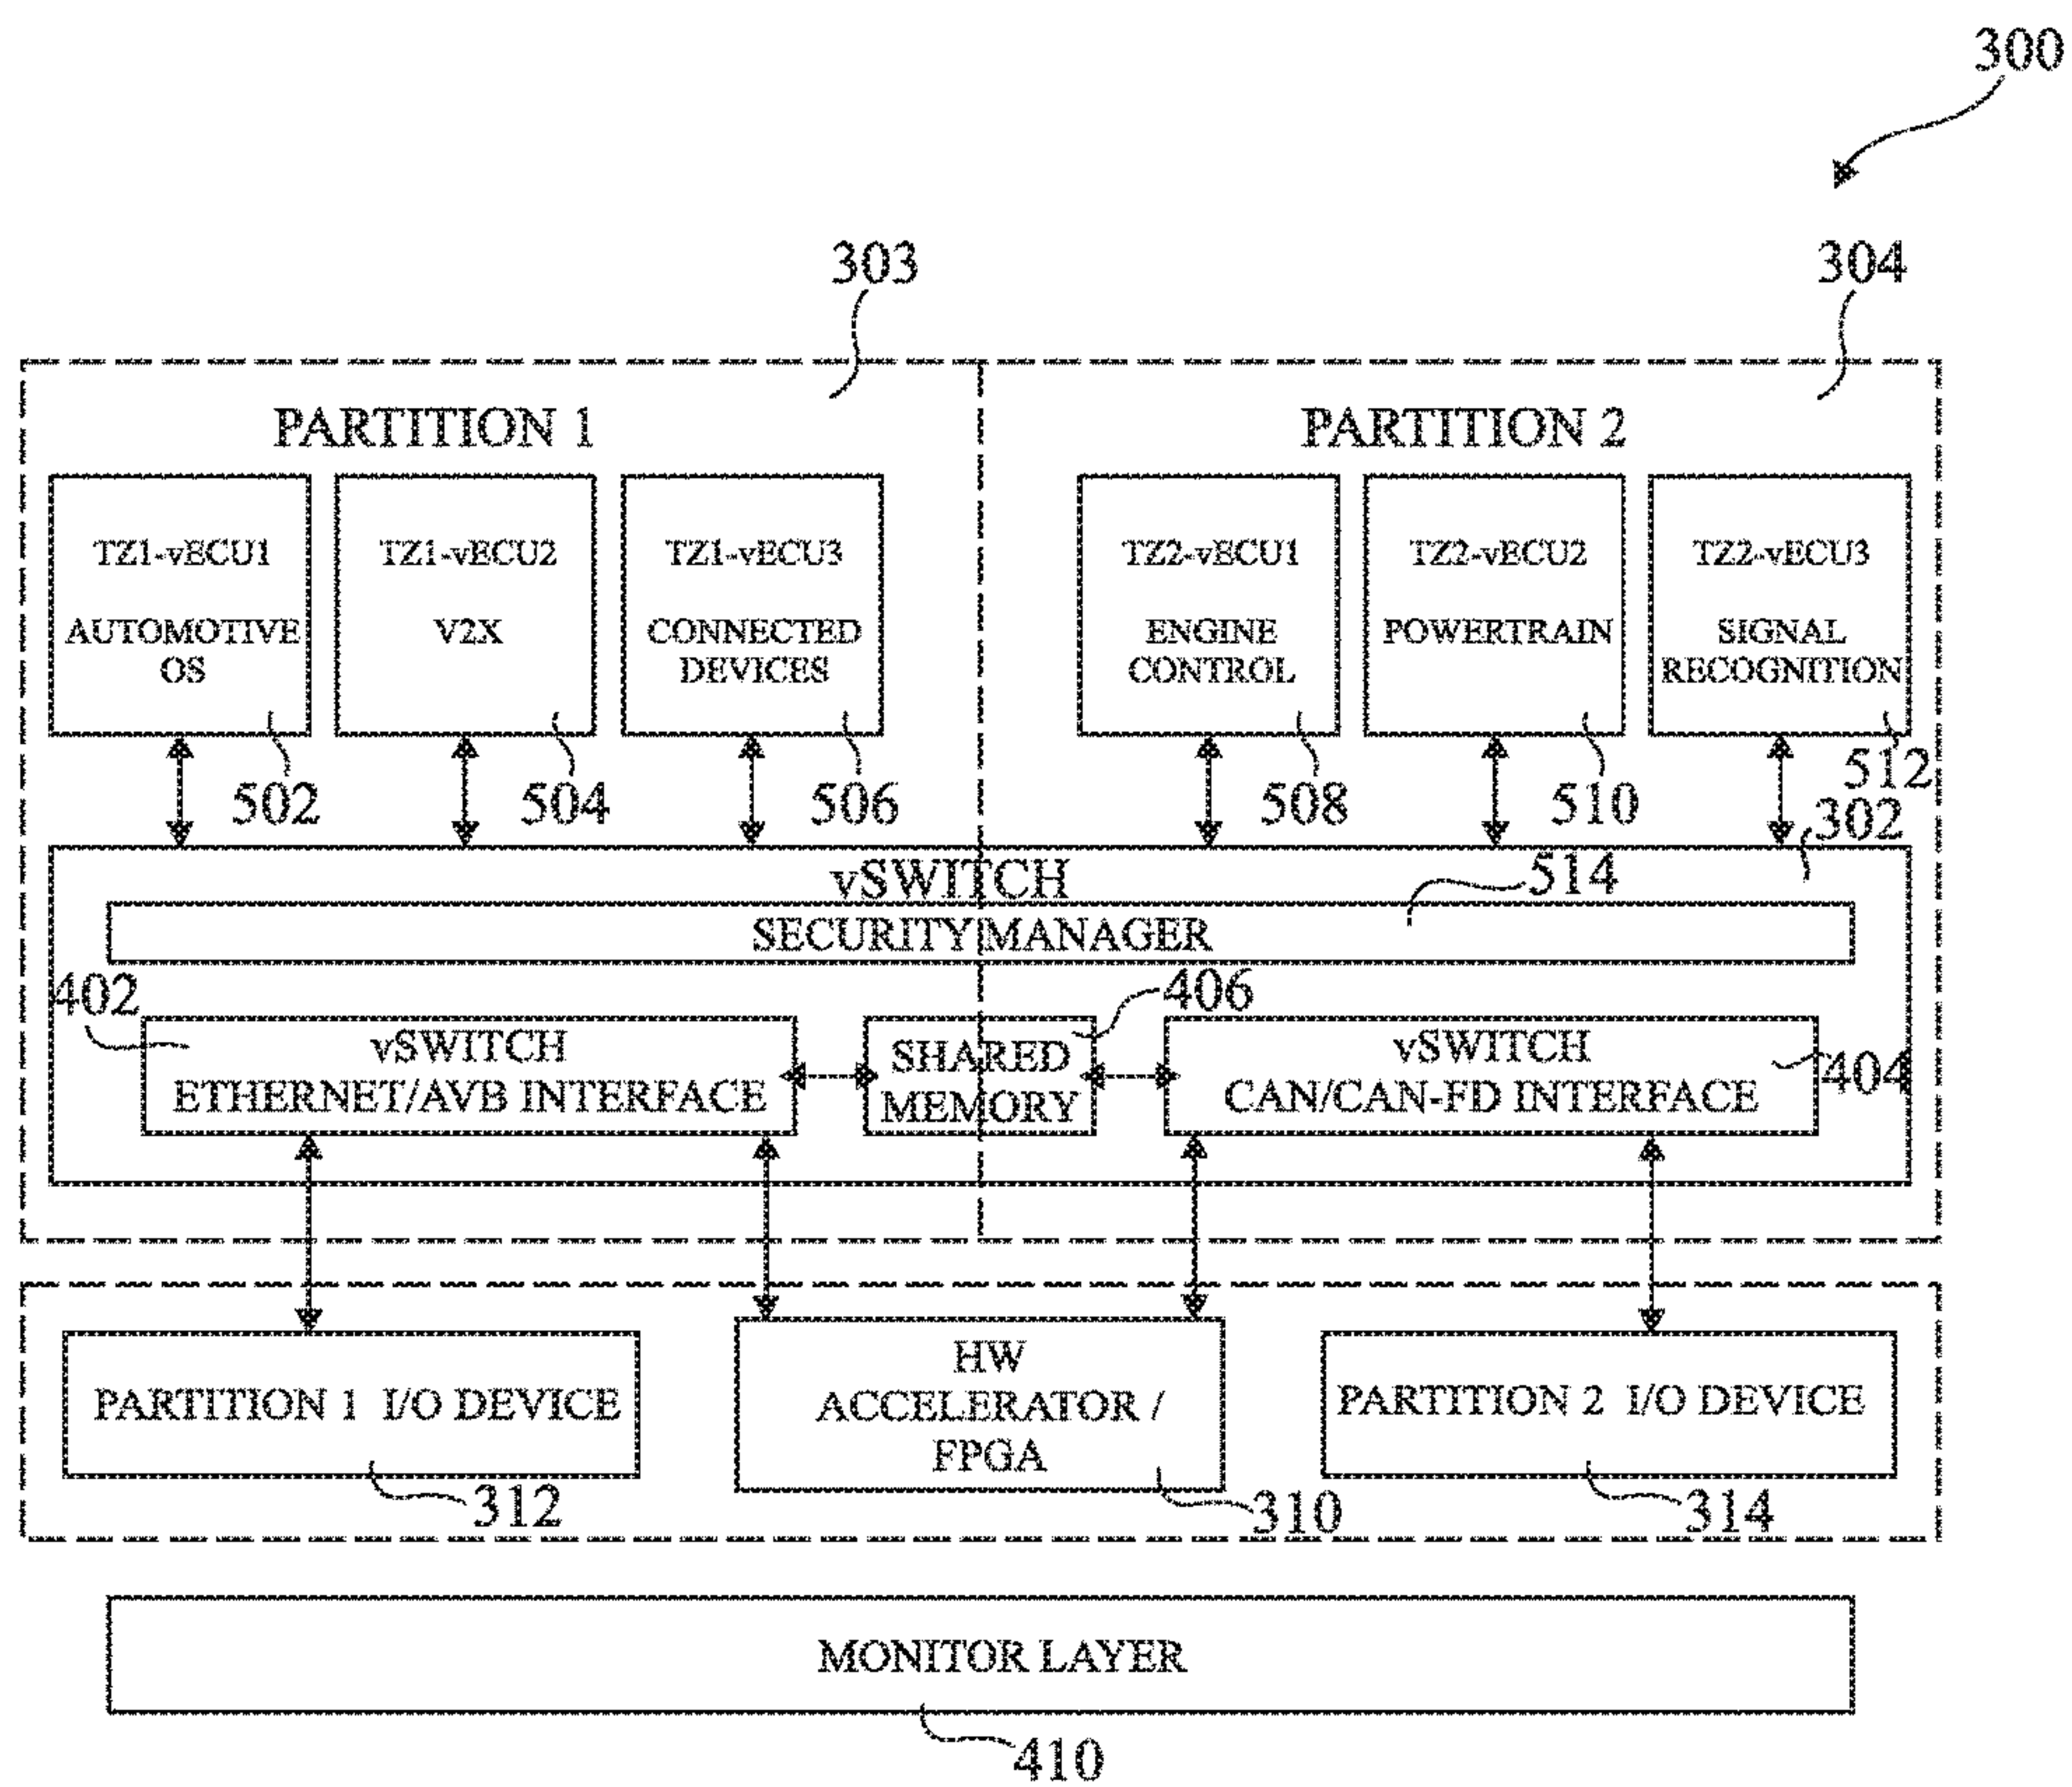 300
303
304
PARTITION 1
PARTITION 2
TZ1-vECU1
AUTOMOTIVE
OS
TZ1-vECU2
V2X
TZ1-vECU3
CONNECTED
DEVICES
TZ2-vECU1
ENGINE
CONTROL
TZ2-vECU2
POWERTRAIN
TZ2-vECU3
SIGNAL
RECOGNITION
502
504
506
508
510
512
302
vSWITCH
514
SECURITY MANAGER
402
vSWITCH
ETHERNET/AVB INTERFACE
406
SHARED
MEMORY
vSWITCH
CAN/CAN-FD INTERFACE
404
PARTITION 1 I/O DEVICE
312
HW
ACCELERATOR /
FPGA
310
PARTITION 2 I/O DEVICE
314
MONITOR LAYER
410